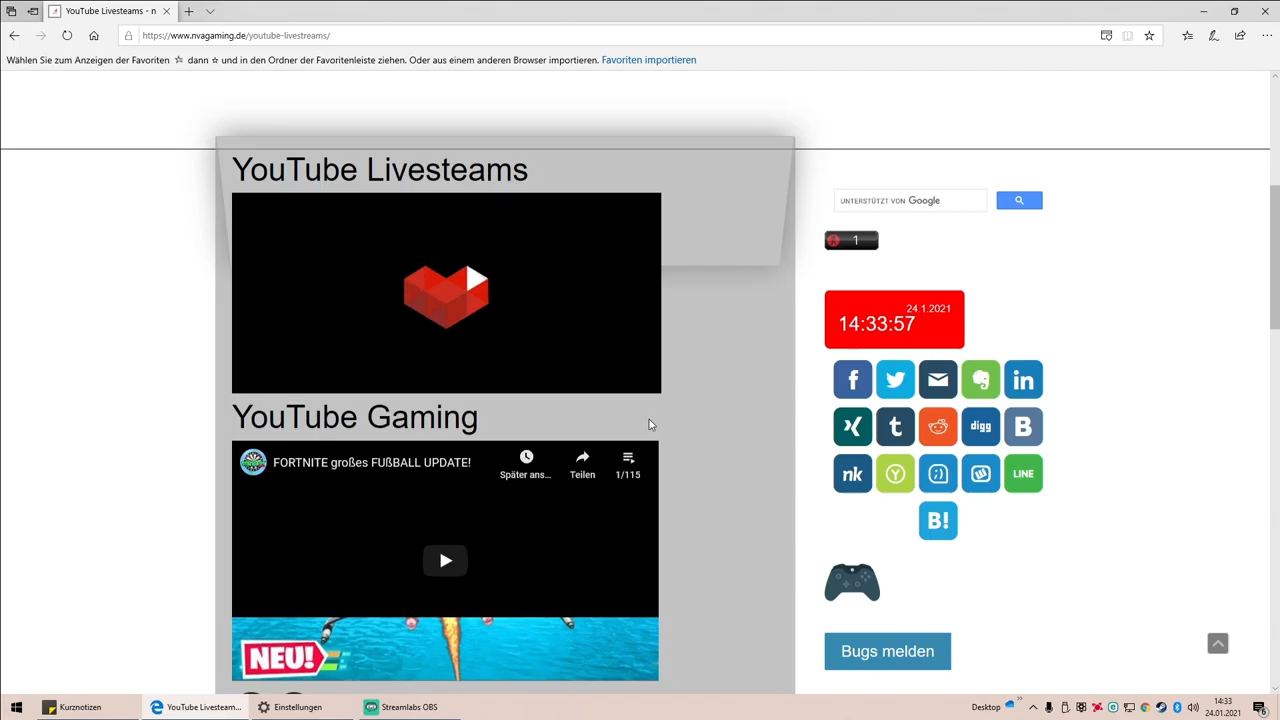 YouTube Livesteams - n
https://www.nvagaming.de/youtube-livestreams/
Wählen Sie zum Anzeigen der Favoriten ☆ dann ☆ und in den Ordner der Favoritenleiste ziehen. Oder aus einem anderen Browser importieren. Favoriten importieren
YouTube Livesteams
UNTERSTÜTZT VON Google
1
24.1.2021
14:33:57
YouTube Gaming
FORTNITE großes FUßBALL UPDATE!
Später ans...
Teilen
1/115
NEU!
f
in
t
digg
B
nk
Y
LINE
B!
Bugs melden
Kurznotizen
YouTube Livesteam...
Einstellungen
Streamlabs OBS
Desktop
14:33
24.01.2021
6